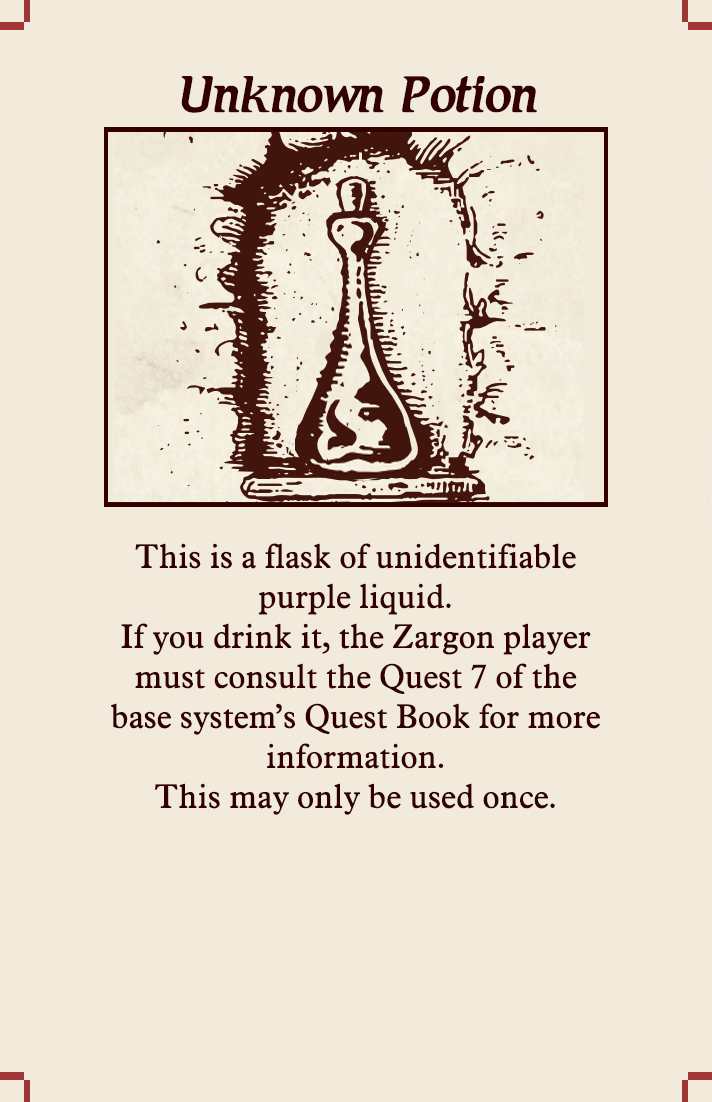 Unknown Potion
This is a flask of unidentifiable
purple liquid.
If you drink it, the Zargon player
must consult the Quest 7 of the
base system’s Quest Book for more
information.
This may only be used once.